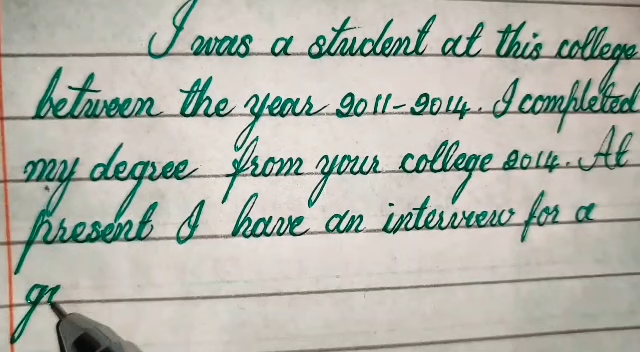 I was a student at this college
between the year 2011-2014. I completed
my degree from your college 2014. At
present I have an interview for a